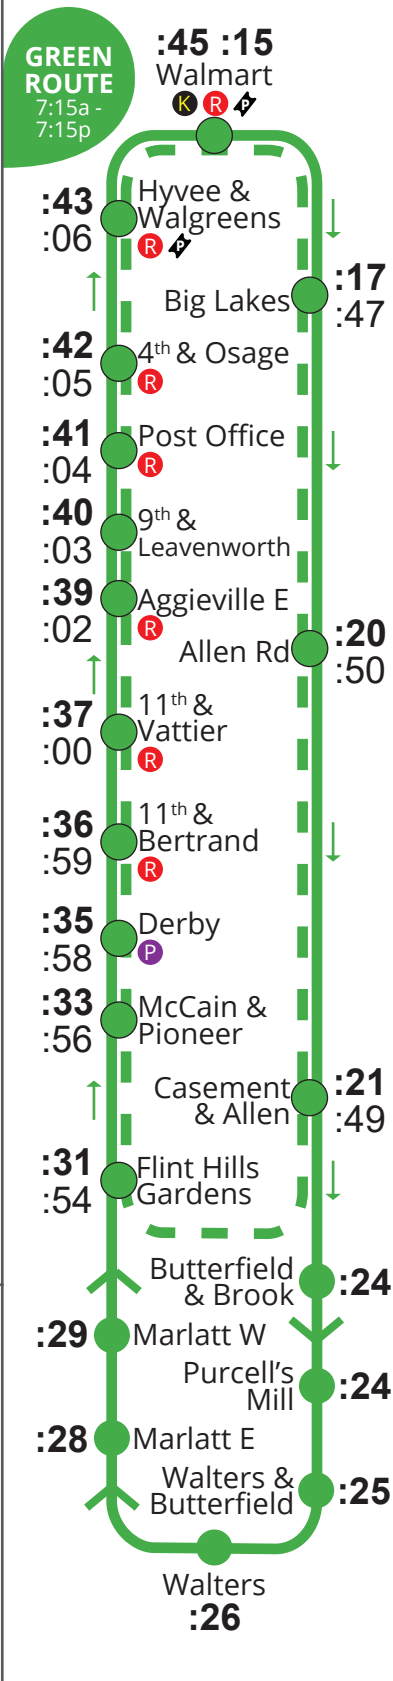 GREEN
ROUTE
7:15a -
7:15p
:45 :15
Walmart
K R P
:43
:06
Hyvee &
Walgreens
R P
Big Lakes
:17
:47
:42
:05
4th & Osage
R
:41
:04
Post Office
R
:40
:03
9th &
Leavenworth
:39
:02
Aggieville E
R
Allen Rd
:20
:50
:37
:00
11th &
Vattier
R
:36
:59
11th &
Bertrand
R
:35
:58
Derby
P
:33
:56
McCain &
Pioneer
Casement
& Allen
:21
:49
:31
:54
Flint Hills
Gardens
Butterfield
& Brook
:24
:29
Marlatt W
Purcell’s
Mill
:24
:28
Marlatt E
Walters &
Butterfield
:25
Walters
:26